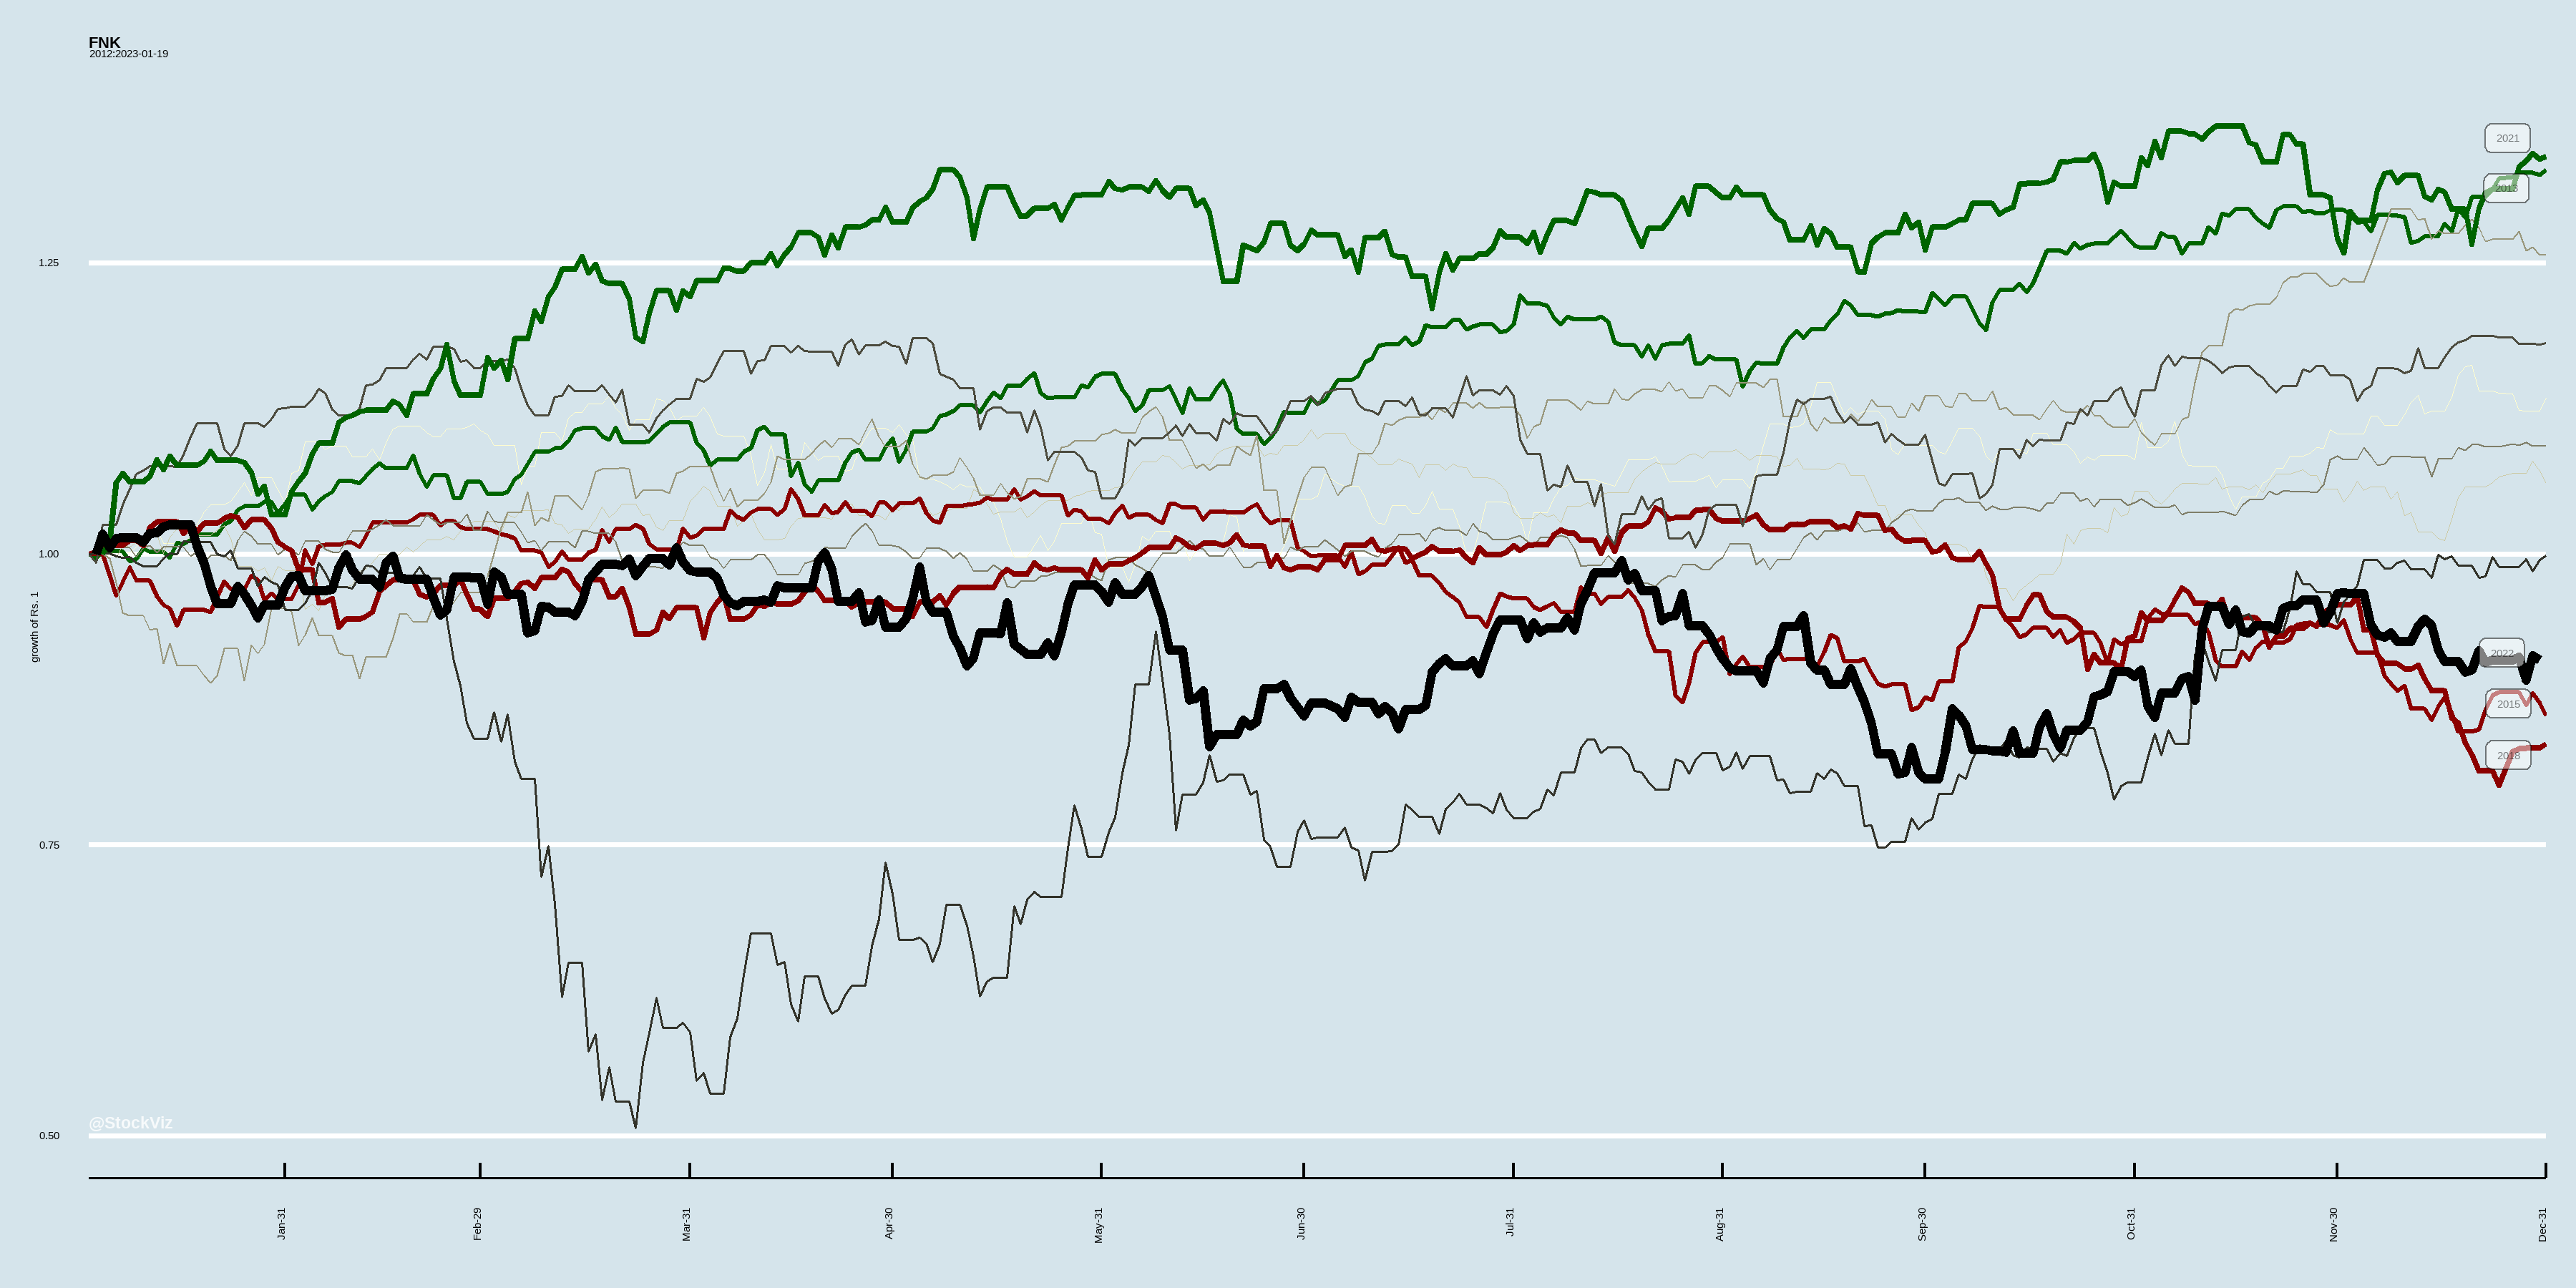 FNK
2012:2023-01-19
2021
2013
1.25
1.00
growth of Rs. 1
2022
2015
2018
0.75
@StockViz
0.50
Jan-31
Feb-29
Mar-31
Apr-30
May-31
Jun-30
Jul-31
Aug-31
Sep-30
Oct-31
Nov-30
Dec-31